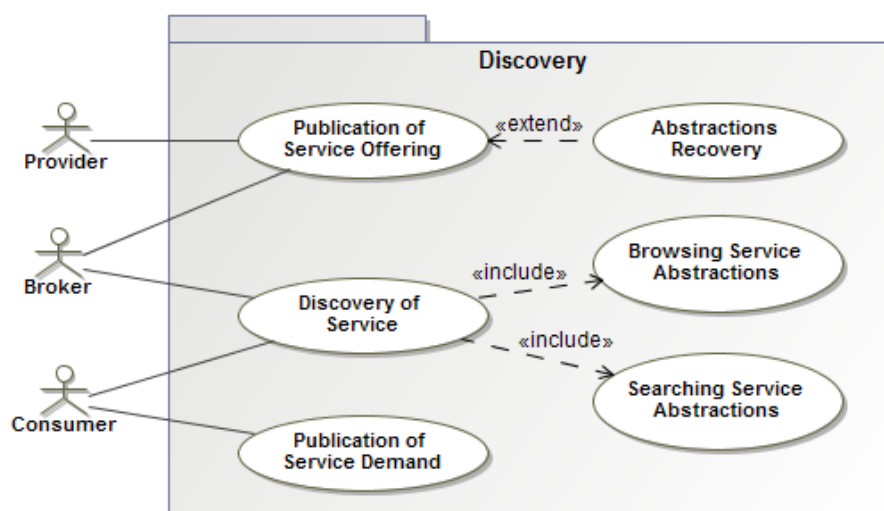 Discovery
Provider
Publication of
Service Offering
«extend»
Abstractions
Recovery
Broker
Discovery of
Service
«include»
Browsing Service
Abstractions
«include»
Searching Service
Abstractions
Consumer
Publication of
Service Demand